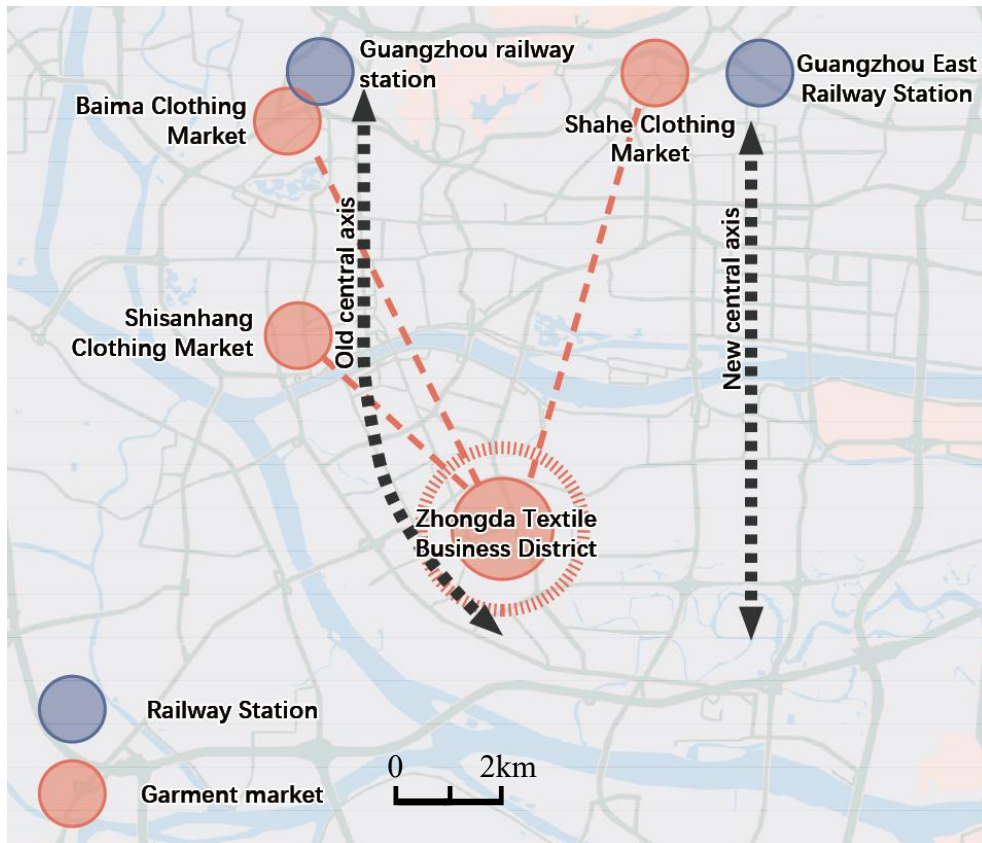 Guangzhou railway
station
Baima Clothing
Market
Guangzhou East
Railway Station
Shahe Clothing
Market
Old central axis
New central axis
Shisanhang
Clothing Market
Zhongda Textile
Business District
Railway Station
Garment market
0 2km